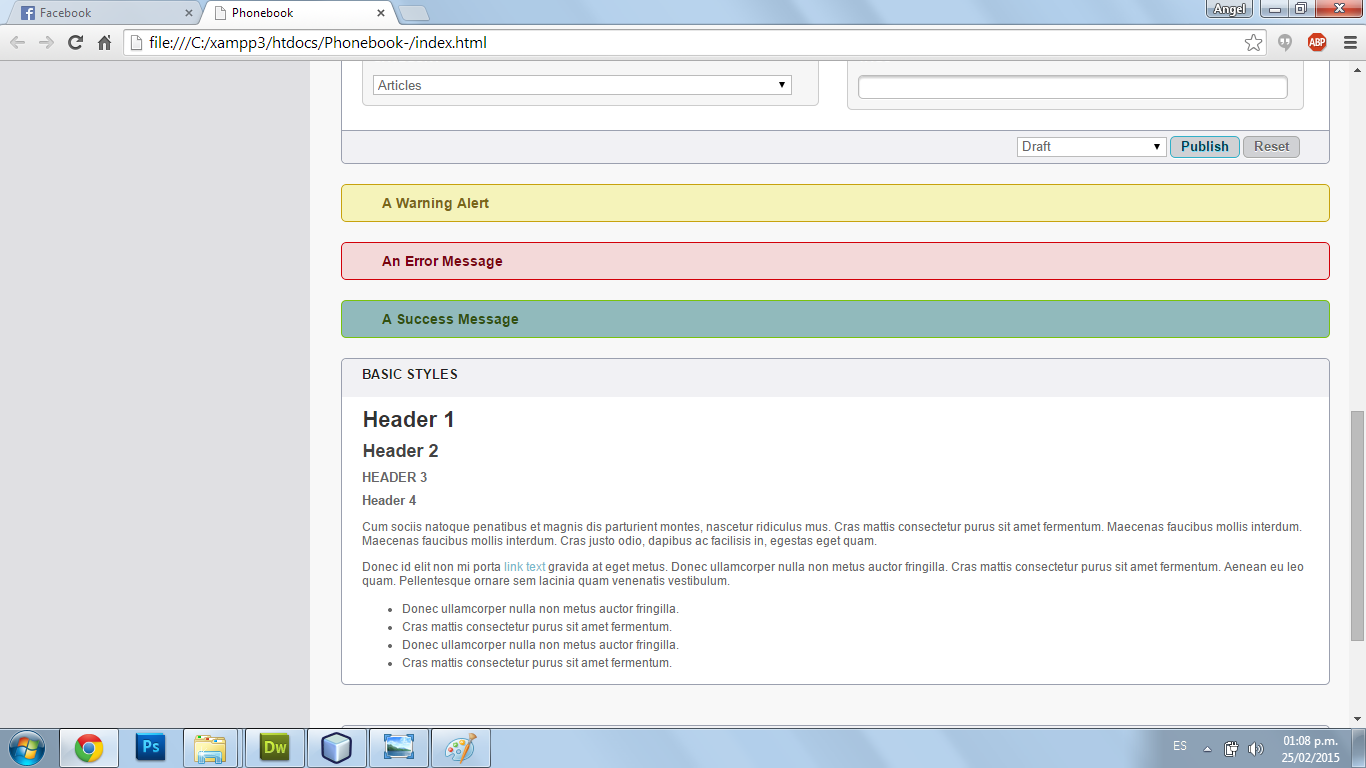 Facebook
Phonebook
Angel
file:///C:/xampp3/htdocs/Phonebook-/index.html
ABP
Articles
Draft
Publish
Reset
A Warning Alert
An Error Message
A Success Message
BASIC STYLES
Header 1
Header 2
HEADER 3
Header 4
Cum sociis natoque penatibus et magnis dis parturient montes, nascetur ridiculus mus. Cras mattis consectetur purus sit amet fermentum. Maecenas faucibus mollis interdum.
Maecenas faucibus mollis interdum. Cras justo odio, dapibus ac facilisis in, egestas eget quam.
Donec id elit non mi porta link text gravida at eget metus. Donec ullamcorper nulla non metus auctor fringilla. Cras mattis consectetur purus sit amet fermentum. Aenean eu leo
quam. Pellentesque ornare sem lacinia quam venenatis vestibulum.
Donec ullamcorper nulla non metus auctor fringilla.
Cras mattis consectetur purus sit amet fermentum.
Donec ullamcorper nulla non metus auctor fringilla.
Cras mattis consectetur purus sit amet fermentum.
Ps
Dw
ES
01:08 p.m.
25/02/2015